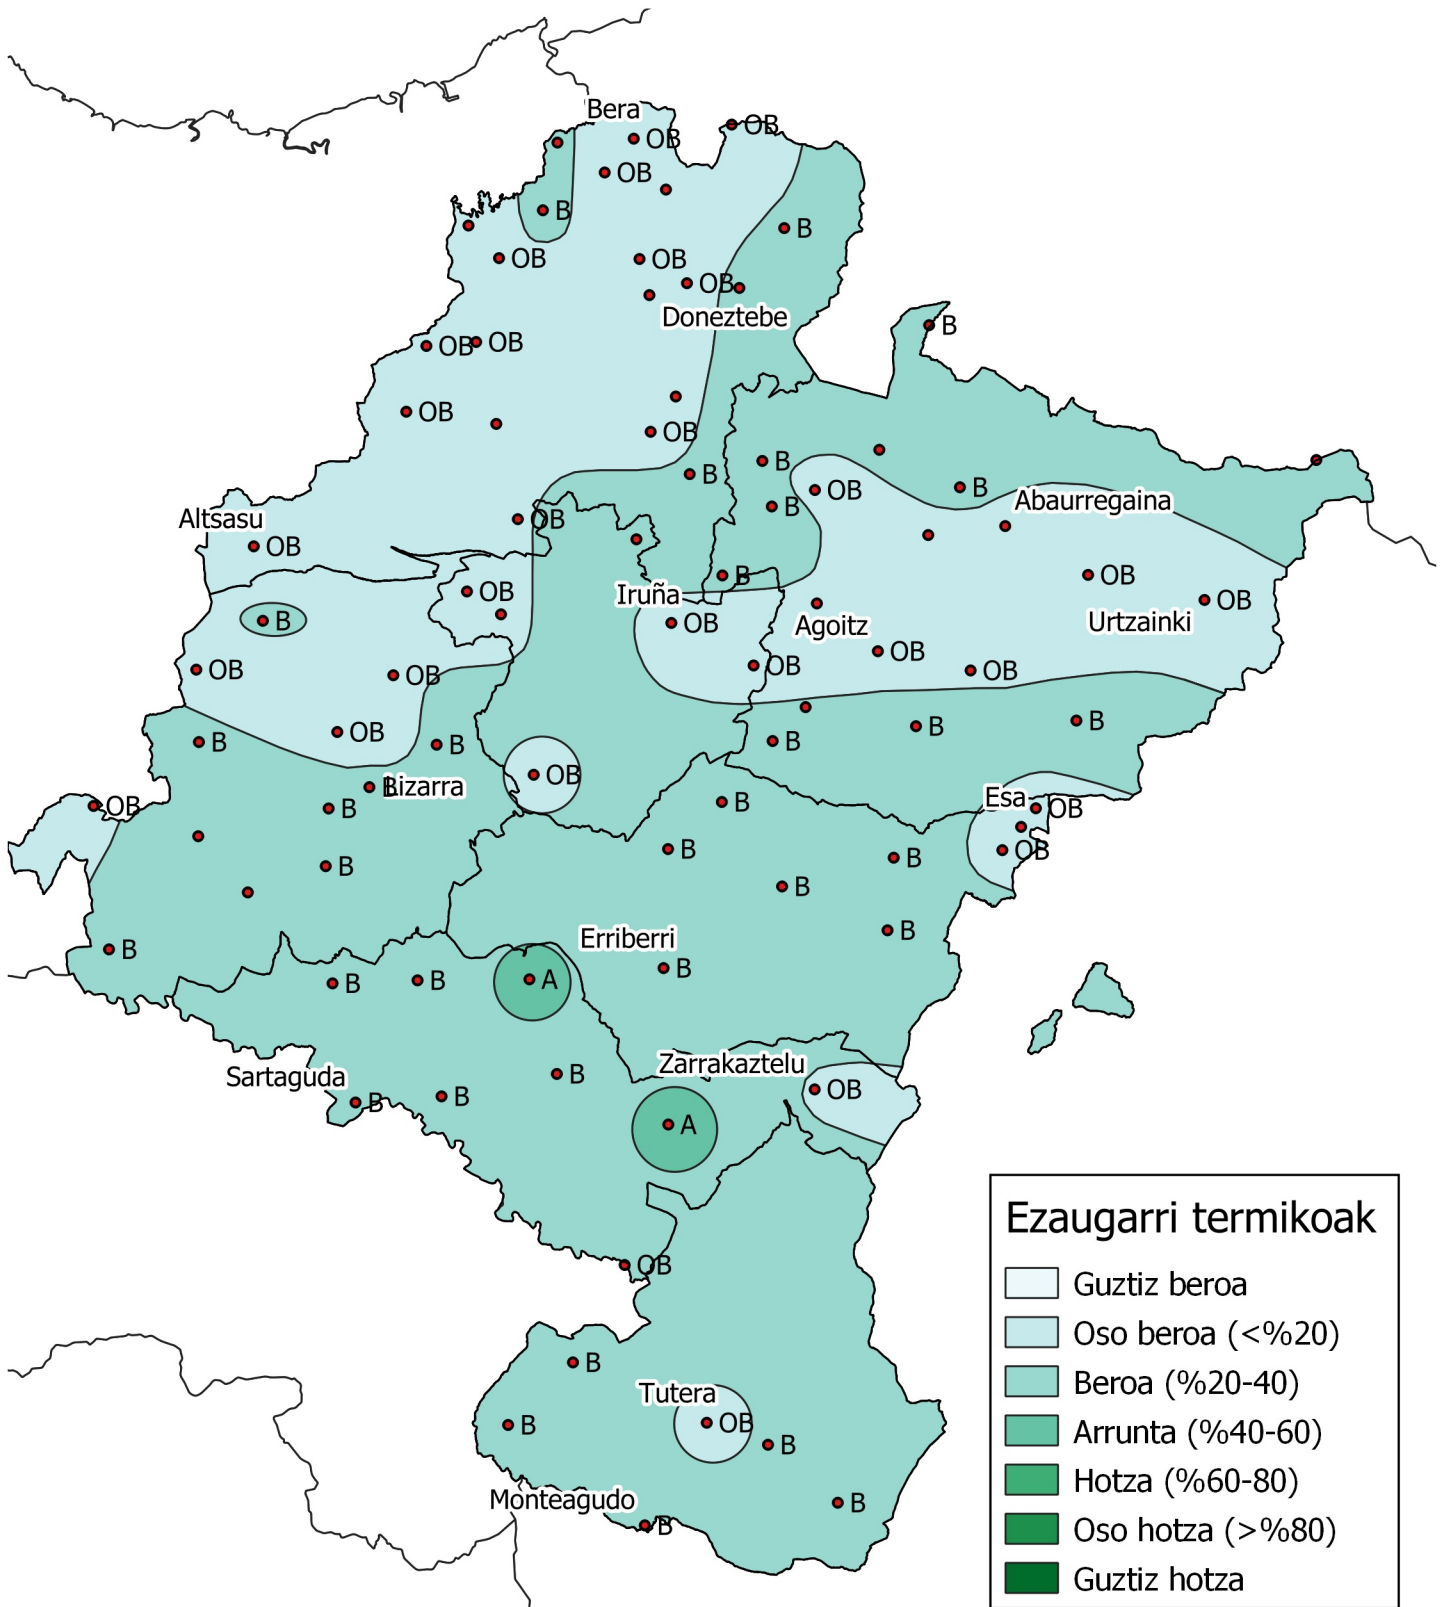 Bera
OB
OB
OB
B
B
OB
OB
OB
Doneztebe
B
OB
OB
OB
OB
B
B
OB
B
B
Abaurregaina
Altsasu
OB
OB
B
OB
OB
Iruña
OB
OB
B
OB
Agoitz
Urtzainki
OB
OB
OB
OB
OB
OB
B
B
B
B
B
OB
B
Lizarra
Esa
OB
OB
B
B
OB
B
B
B
B
B
Erriberri
B
B
B
B
A
Zarrakaztelu
Sartaguda
B
OB
B
B
A
OB
B
Tutera
B
OB
B
Monteagudo
B
B
Ezaugarri termikoak
Guztiz beroa
Oso beroa (<%20)
Beroa (%20-40)
Arrunta (%40-60)
Hotza (%60-80)
Oso hotza (>%80)
Guztiz hotza